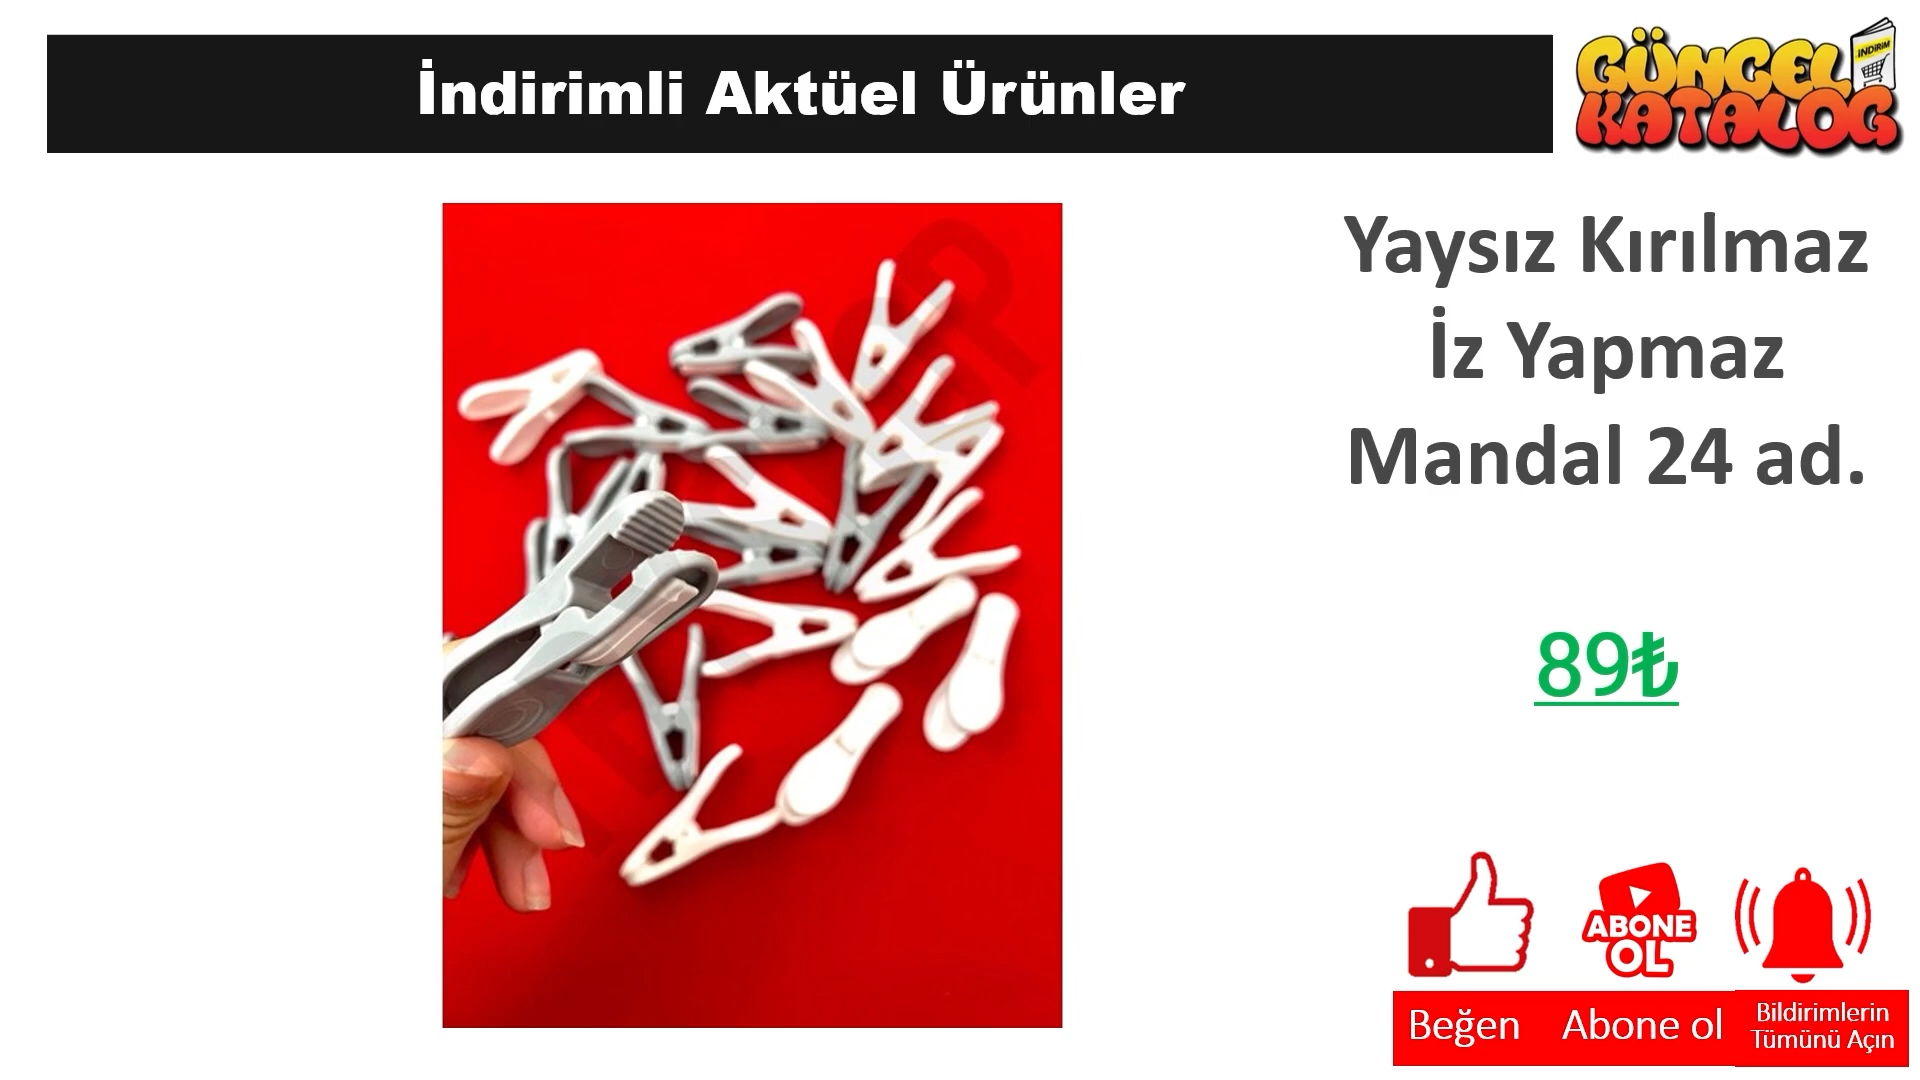 İndirimli Aktüel Ürünler
GÜNCEL
İNDİRİM
KATALOG
Yaysız Kırılmaz
İz Yapmaz
Mandal 24 ad.
89₺
ABONE
OL
Beğen
Abone ol
Bildirimlerin
Tümünü Açın